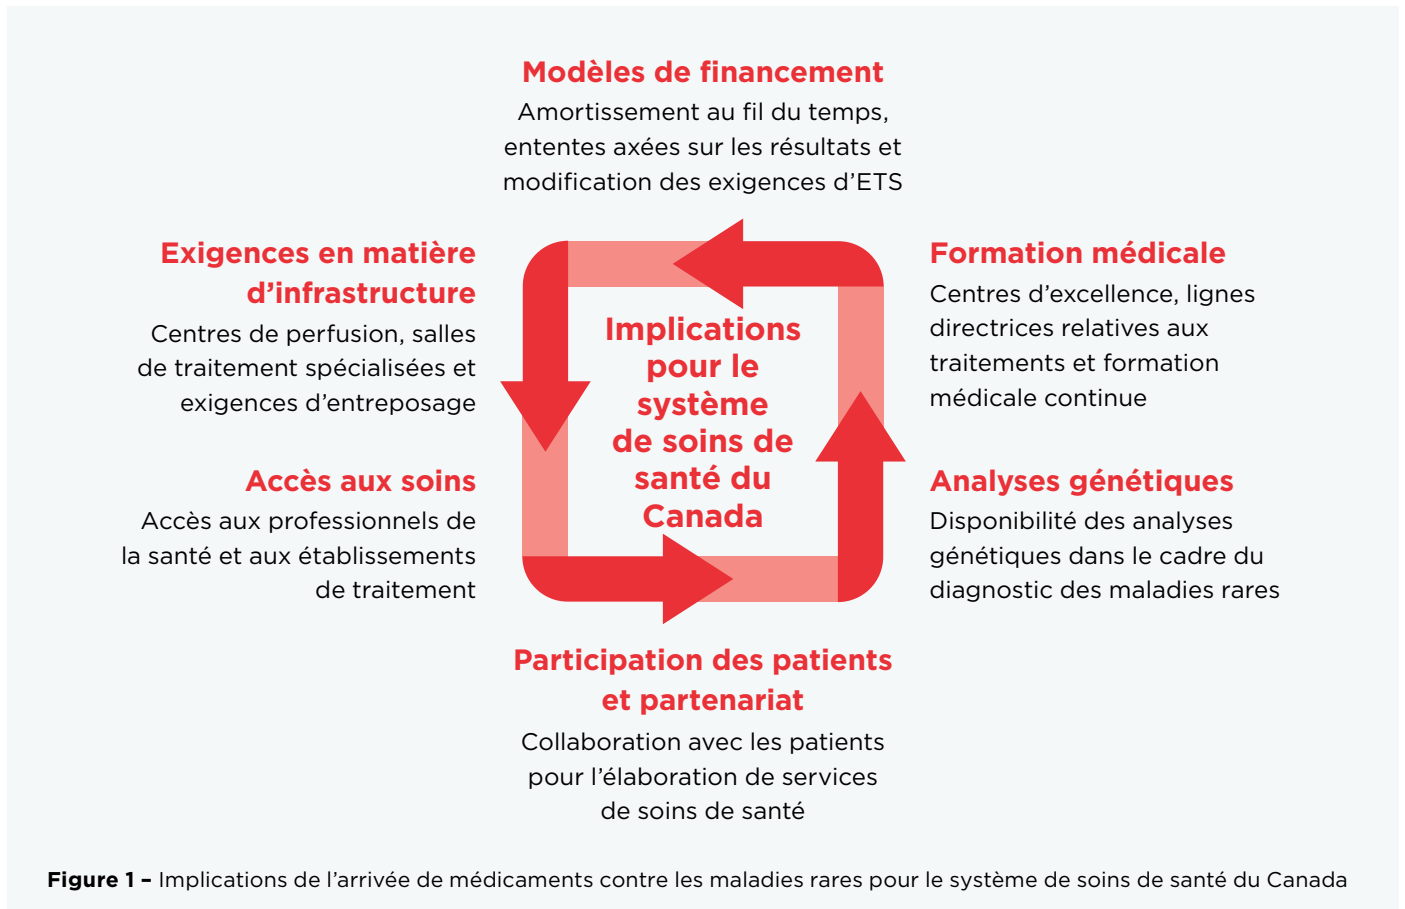 Modèles de financement
Amortissement au fil du temps,
ententes axées sur les résultats et
modification des exigences d’ETS
Exigences en matière
d’infrastructure
Centres de perfusion, salles
de traitement spécialisées et
exigences d’entreposage
Accès aux soins
Accès aux professionnels de
la santé et aux établissements
de traitement
Implications
pour le
système
de soins de
santé du
Canada
Formation médicale
Centres d’excellence, lignes
directrices relatives aux
traitements et formation
médicale continue
Analyses génétiques
Disponibilité des analyses
génétiques dans le cadre du
diagnostic des maladies rares
Participation des patients
et partenariat
Collaboration avec les patients
pour l’élaboration de services
de soins de santé
Figure 1 – Implications de l’arrivée de médicaments contre les maladies rares pour le système de soins de santé du Canada